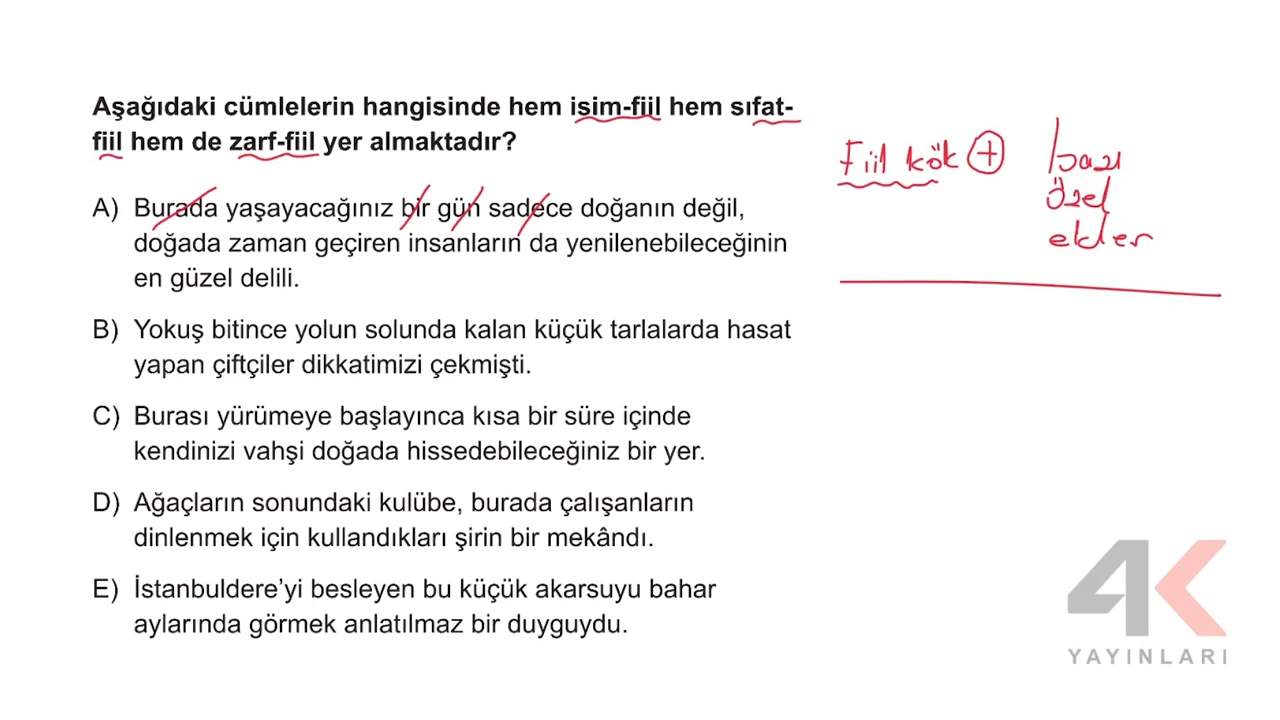 Aşağıdaki cümlelerin hangisinde hem isim-fiil hem sıfat-
fiil hem de zarf-fiil yer almaktadır?
A) Burada yaşayacağınız bir gün sadece doğanın değil,
doğada zaman geçiren insanların da yenilenebileceğinin
en güzel delili.
B) Yokuş bitince yolun solunda kalan küçük tarlalarda hasat
yapan çiftçiler dikkatimizi çekmişti.
C) Burası yürümeye başlayınca kısa bir süre içinde
kendinizi vahşi doğada hissedebileceğiniz bir yer.
D) Ağaçların sonundaki kulübe, burada çalışanların
dinlenmek için kullandıkları şirin bir mekândı.
E) İstanbuldere’yi besleyen bu küçük akarsuyu bahar
aylarında görmek anlatılmaz bir duyguydu.
Fiil kök +
bazı
özel
ekler
4K
YAYINLARI